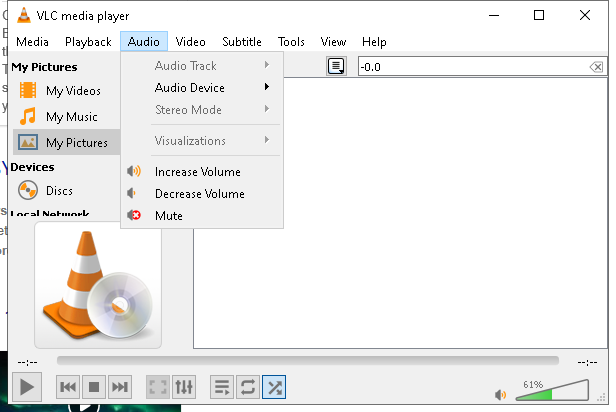 VLC media player
Media Playback Audio Video Subtitle Tools View Help
My Pictures
My Videos
My Music
My Pictures
Devices
Discs
Local Network
Audio Track
Audio Device
Stereo Mode
Visualizations
Increase Volume
Decrease Volume
Mute
-0.0
--:-- --:--
61%